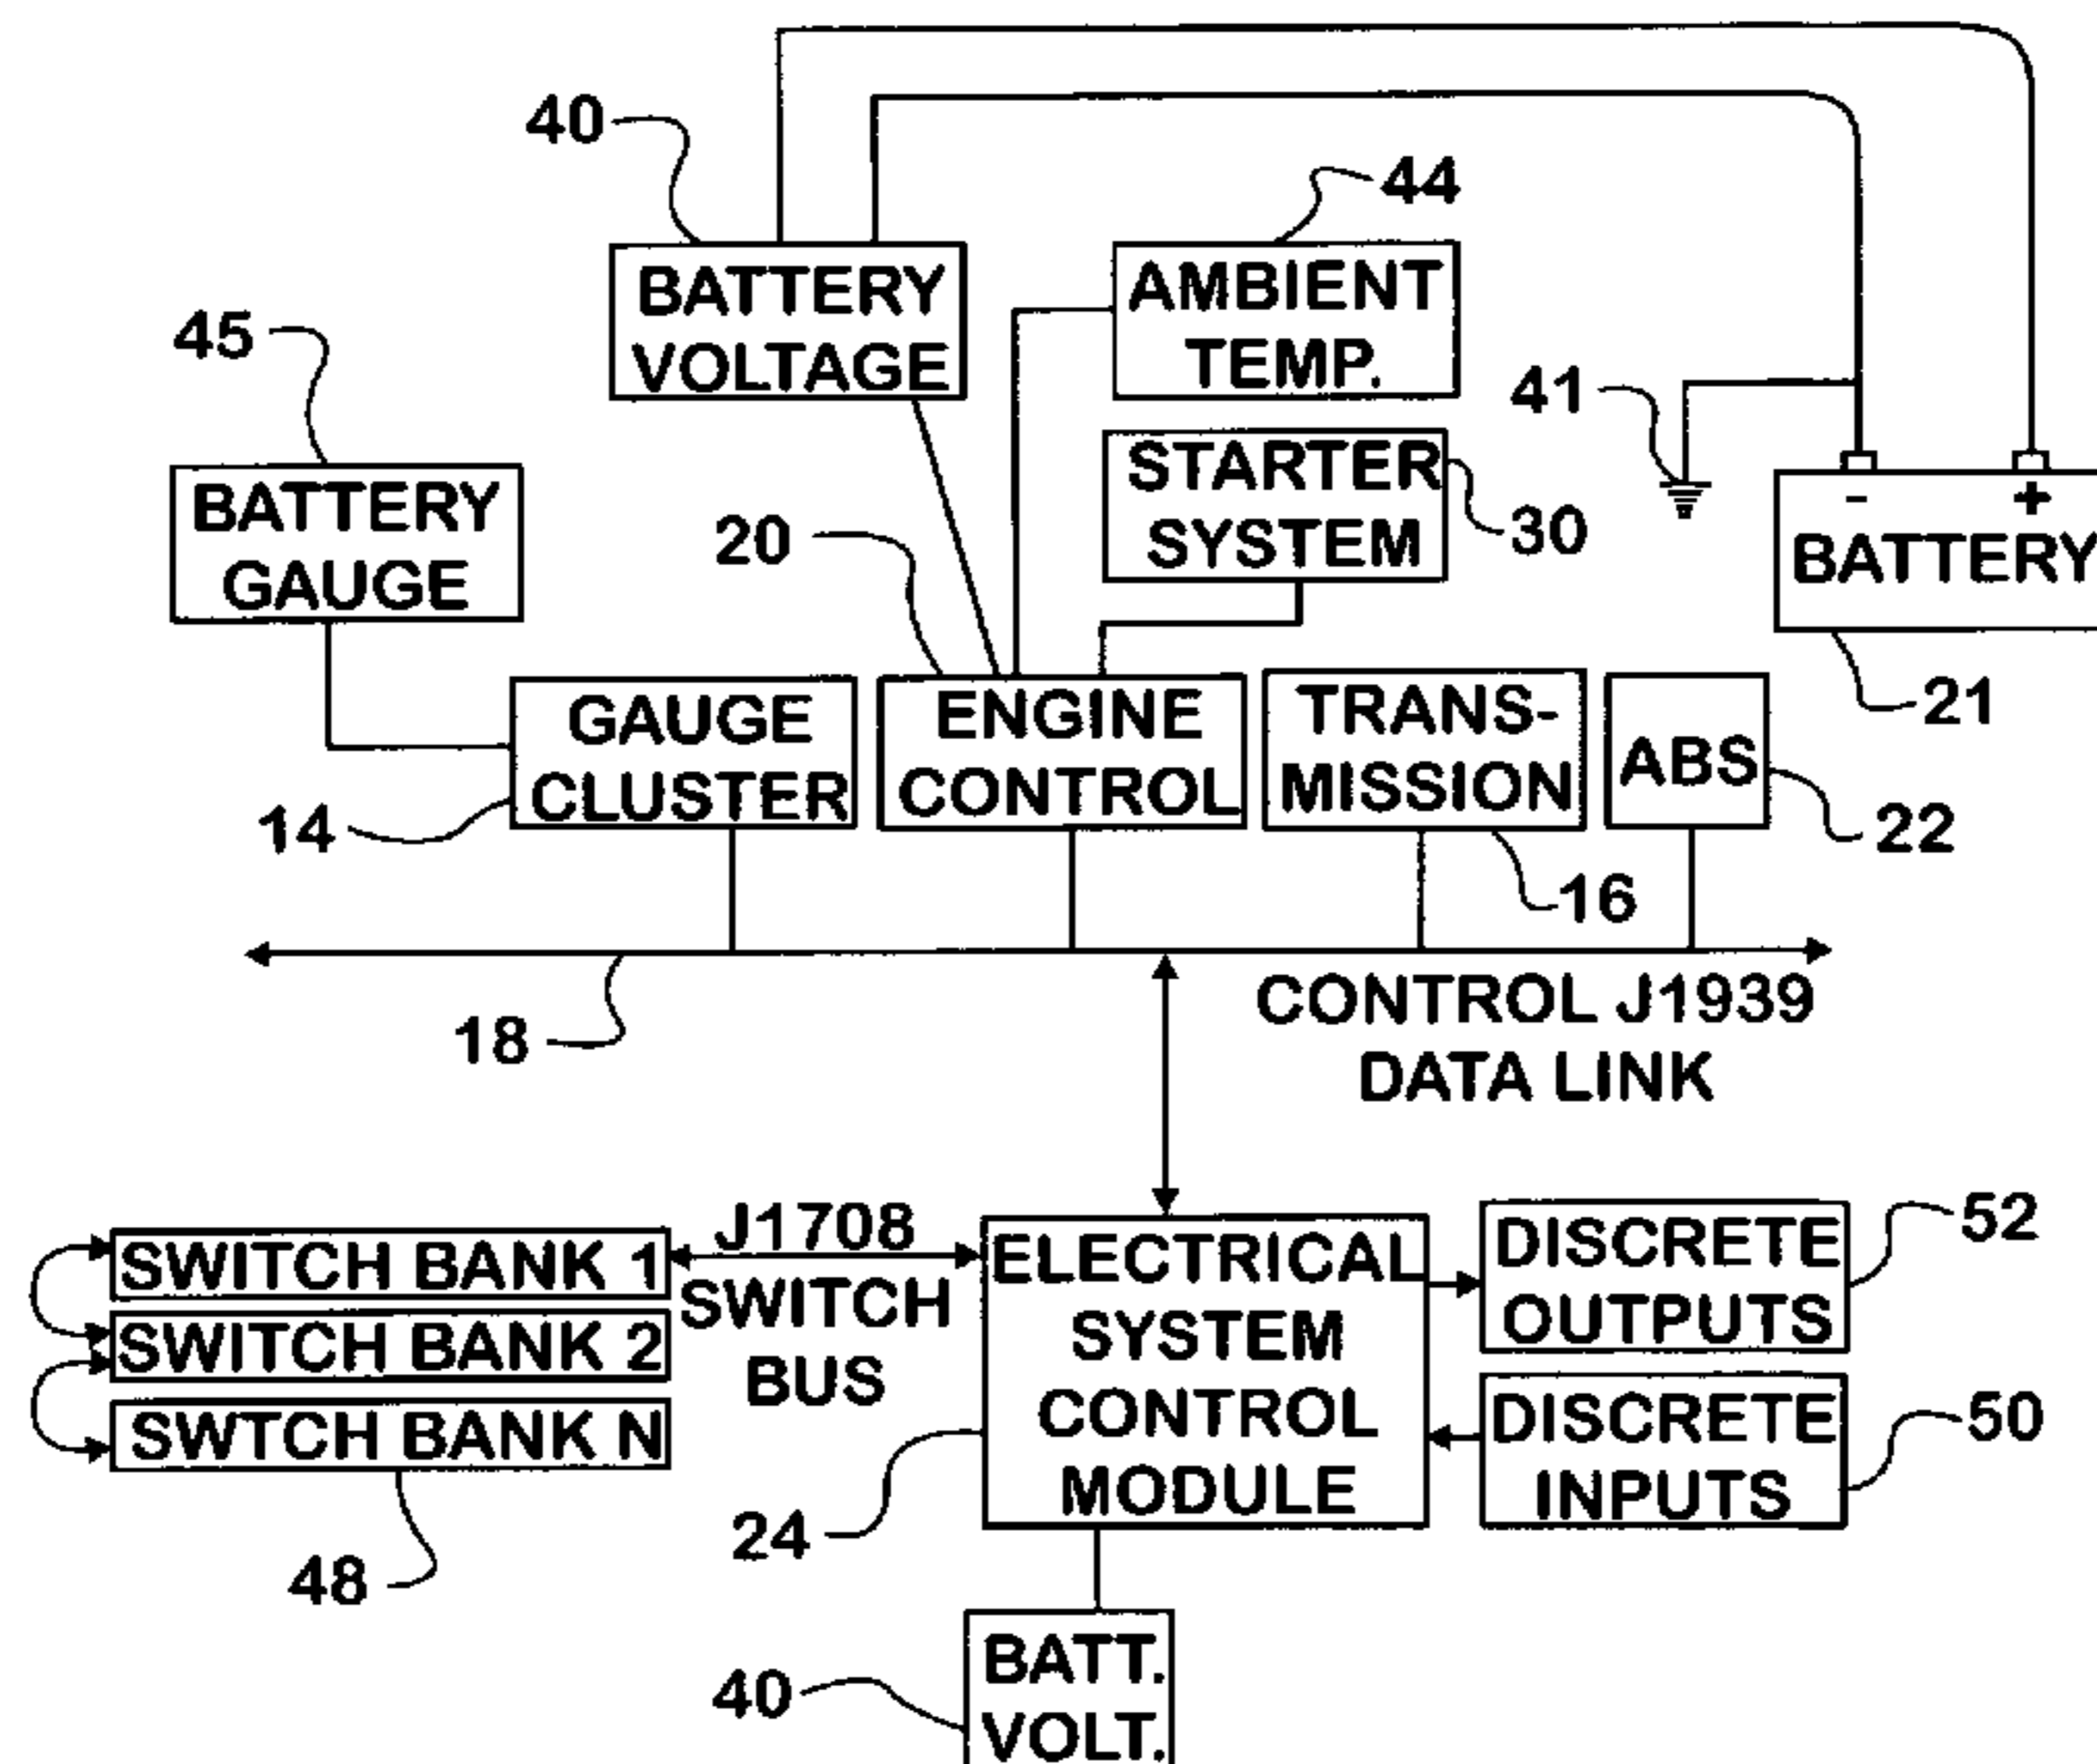 40
44
BATTERY
VOLTAGE
AMBIENT
TEMP.
45
41
BATTERY
GAUGE
STARTER
SYSTEM
30
- +
BATTERY
20
21
GAUGE
CLUSTER
ENGINE
CONTROL
TRANS-
MISSION
ABS
14
22
16
18
CONTROL J1939
DATA LINK
SWITCH BANK 1
SWITCH BANK 2
SWTCH BANK N
48
J1708
SWITCH
BUS
ELECTRICAL
SYSTEM
CONTROL
MODULE
24
DISCRETE
OUTPUTS
52
DISCRETE
INPUTS
50
40
BATT.
VOLT.